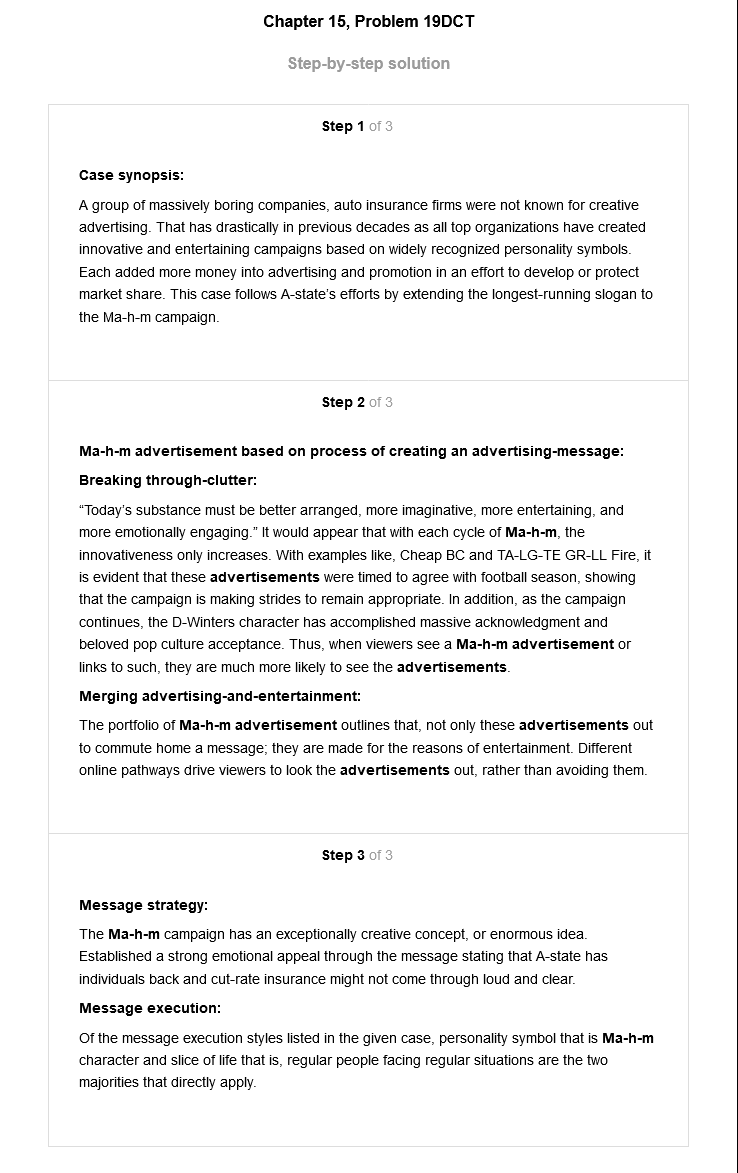 Chapter 15, Problem 19DCT
Step-by-step solution
Step 1 of 3
Case synopsis:
A group of massively boring companies, auto insurance firms were not known for creative
advertising. That has drastically in previous decades as all top organizations have created
innovative and entertaining campaigns based on widely recognized personality symbols.
Each added more money into advertising and promotion in an effort to develop or protect
market share. This case follows A-state's efforts by extending the longest-running slogan to
the Ma-h-m campaign.
Step 2 of 3
Ma-h-m advertisement based on process of creating an advertising-message:
Breaking through-clutter:
“Today's substance must be better arranged, more imaginative, more entertaining, and
more emotionally engaging.” It would appear that with each cycle of Ma-h-m, the
innovativeness only increases. With examples like, Cheap BC and TA-LG-TE GR-LL Fire, it
is evident that these advertisements were timed to agree with football season, showing
that the campaign is making strides to remain appropriate. In addition, as the campaign
continues, the D-Winters character has accomplished massive acknowledgment and
beloved pop culture acceptance. Thus, when viewers see a Ma-h-m advertisement or
links to such, they are much more likely to see the advertisements.
Merging advertising-and-entertainment:
The portfolio of Ma-h-m advertisement outlines that, not only these advertisements out
to commute home a message; they are made for the reasons of entertainment. Different
online pathways drive viewers to look the advertisements out, rather than avoiding them.
Step 3 of 3
Message strategy:
The Ma-h-m campaign has an exceptionally creative concept, or enormous idea.
Established a strong emotional appeal through the message stating that A-state has
individuals back and cut-rate insurance might not come through loud and clear.
Message execution:
Of the message execution styles listed in the given case, personality symbol that is Ma-h-m
character and slice of life that is, regular people facing regular situations are the two
majorities that directly apply.